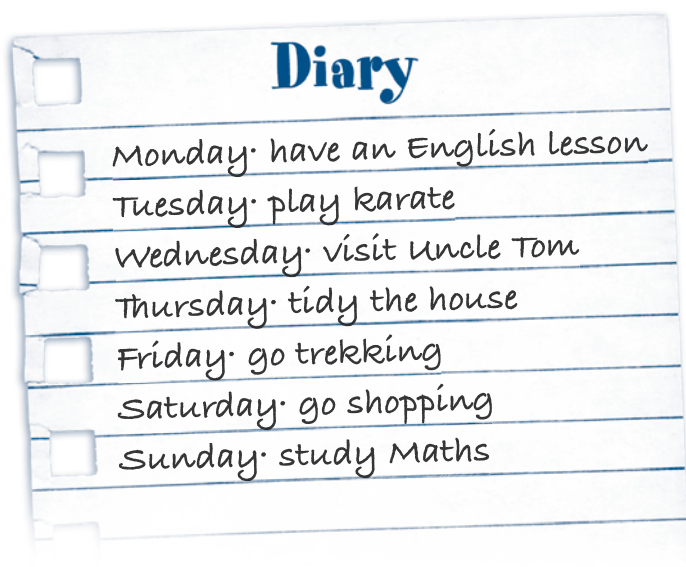 Diary
Monday· have an English lesson
Tuesday· play karate
Wednesday· visit Uncle Tom
Thursday· tidy the house
Friday· go trekking
Saturday· go shopping
Sunday· study Maths